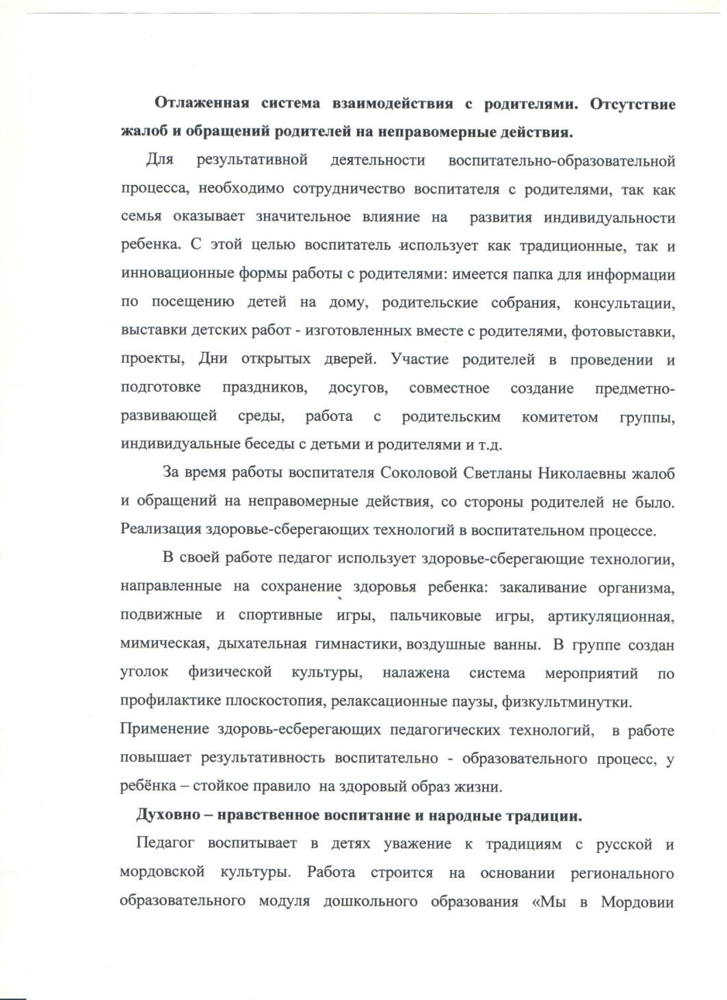 Отлаженная система взаимодействия с родителями. Отсутствие
жалоб и обращений родителей на неправомерные действия.
Для результативной деятельности воспитательно-образовательной
процесса, необходимо сотрудничество воспитателя с родителями, так как
семья оказывает значительное влияние на развития индивидуальности
ребенка. С этой целью воспитатель использует как традиционные, так и
инновационные формы работы с родителями: имеется папка для информации
по посещению детей на дому, родительские собрания, консультации,
выставки детских работ - изготовленных вместе с родителями, фотовыставки,
проекты, Дни открытых дверей. Участие родителей в проведении и
подготовке праздников, досугов, совместное создание предметно-
развивающей среды, работа с родительским комитетом группы,
индивидуальные беседы с детьми и родителями и т.д.
За время работы воспитателя Соколовой Светланы Николаевны жалоб
и обращений на неправомерные действия, со стороны родителей не было.
Реализация здоровье-сберегающих технологий в воспитательном процессе.
В своей работе педагог использует здоровье-сберегающие технологии,
направленные на сохранение здоровья ребенка: закаливание организма,
подвижные и спортивные игры, пальчиковые игры, артикуляционная,
мимическая, дыхательная гимнастики, воздушные ванны. В группе создан
уголок физической культуры, налажена система мероприятий по
профилактике плоскостопия, релаксационные паузы, физкультминутки.
Применение здоровь-есберегающих педагогических технологий, в работе
повышает результативность воспитательно - образовательного процесс, у
ребёнка – стойкое правило на здоровый образ жизни.
Духовно – нравственное воспитание и народные традиции.
Педагог воспитывает в детях уважение к традициям с русской и
мордовской культуры. Работа строится на основании регионального
образовательного модуля дошкольного образования «Мы в Мордовии